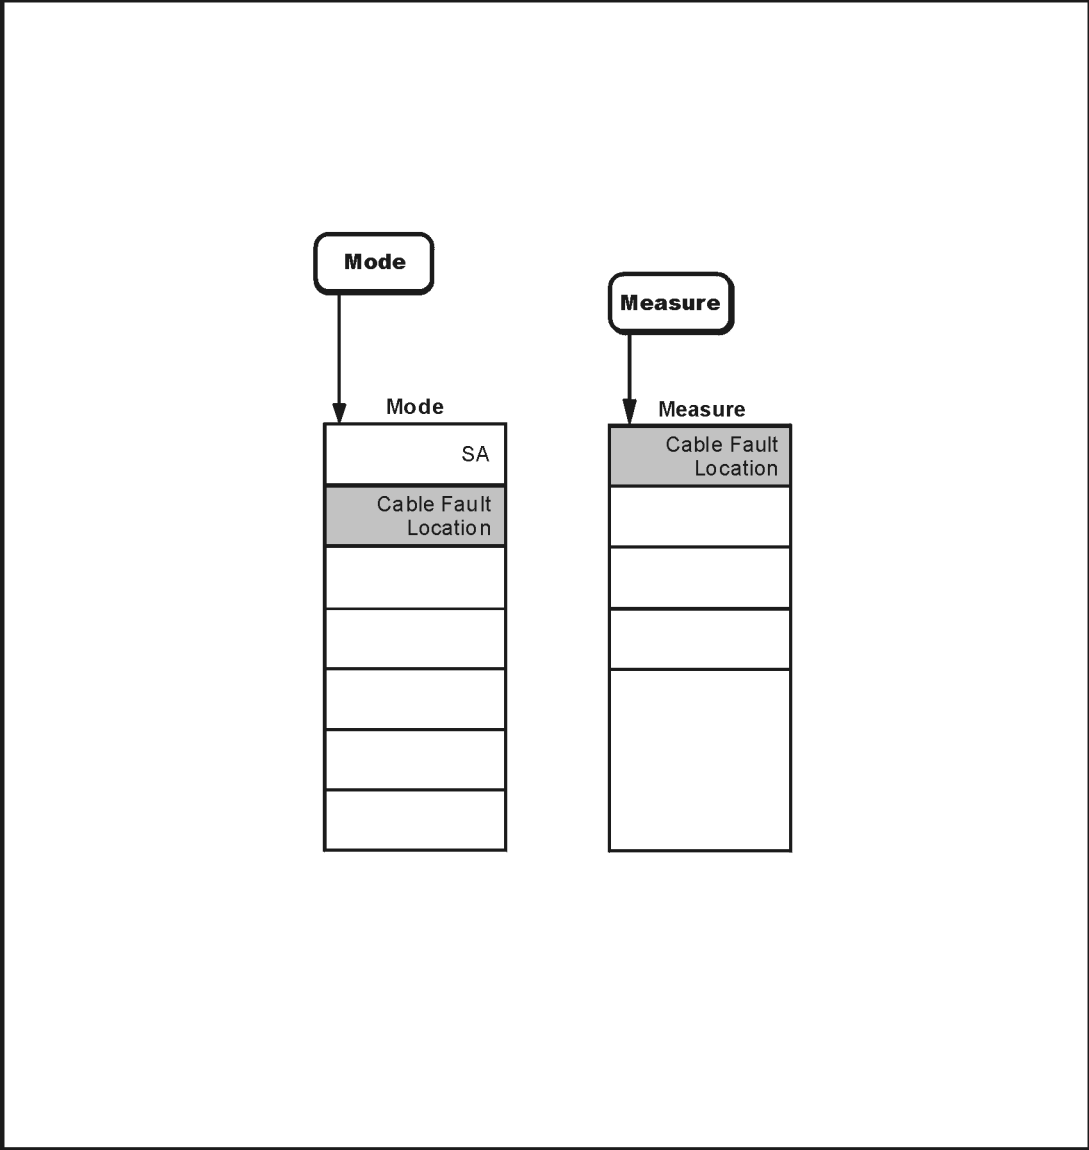 Mode
Measure
Mode
SA
Cable Fault
Location
Measure
Cable Fault
Location